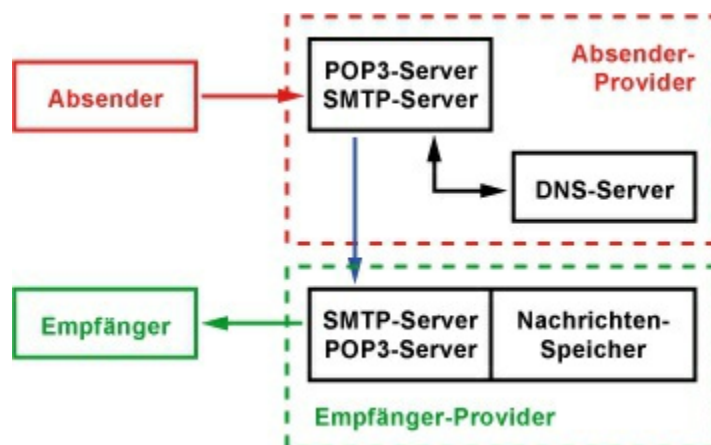 Absender
POP3-Server
SMTP-Server
Absender-
Provider
DNS-Server
Empfänger
SMTP-Server
POP3-Server
Nachrichten-
Speicher
Empfänger-Provider